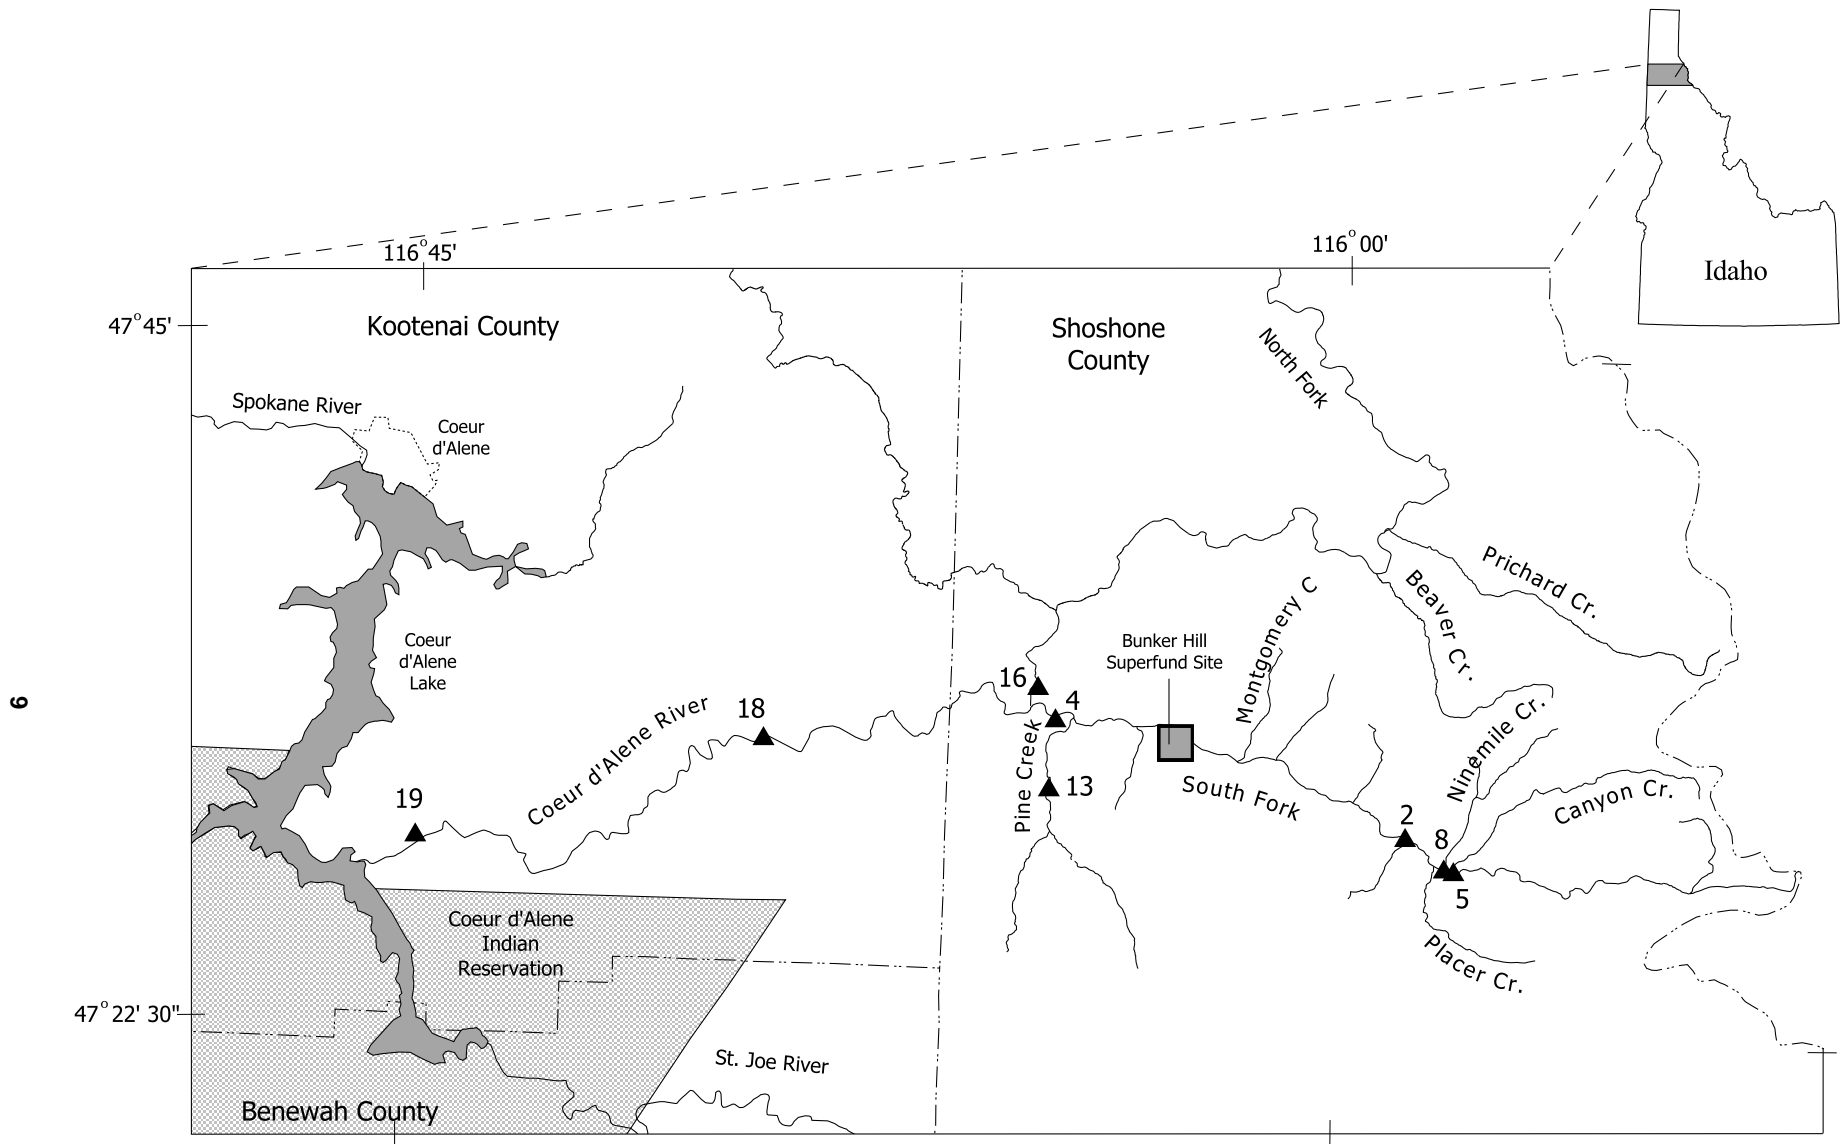 Idaho
116°45'
116°00'
47°45'
Kootenai County
Shoshone
County
North Fork
Spokane River
Coeur
d'Alene
Prichard Cr.
Beaver Cr.
Montgomery C
Bunker Hill
Superfund Site
Coeur
d'Alene
Lake
16
4
18
Coeur d'Alene River
9
Ninemile Cr.
Pine Creek
13
South Fork
Canyon Cr.
19
2
8
5
Coeur d'Alene
Indian
Reservation
Placer Cr.
47°22' 30"
St. Joe River
Benewah County